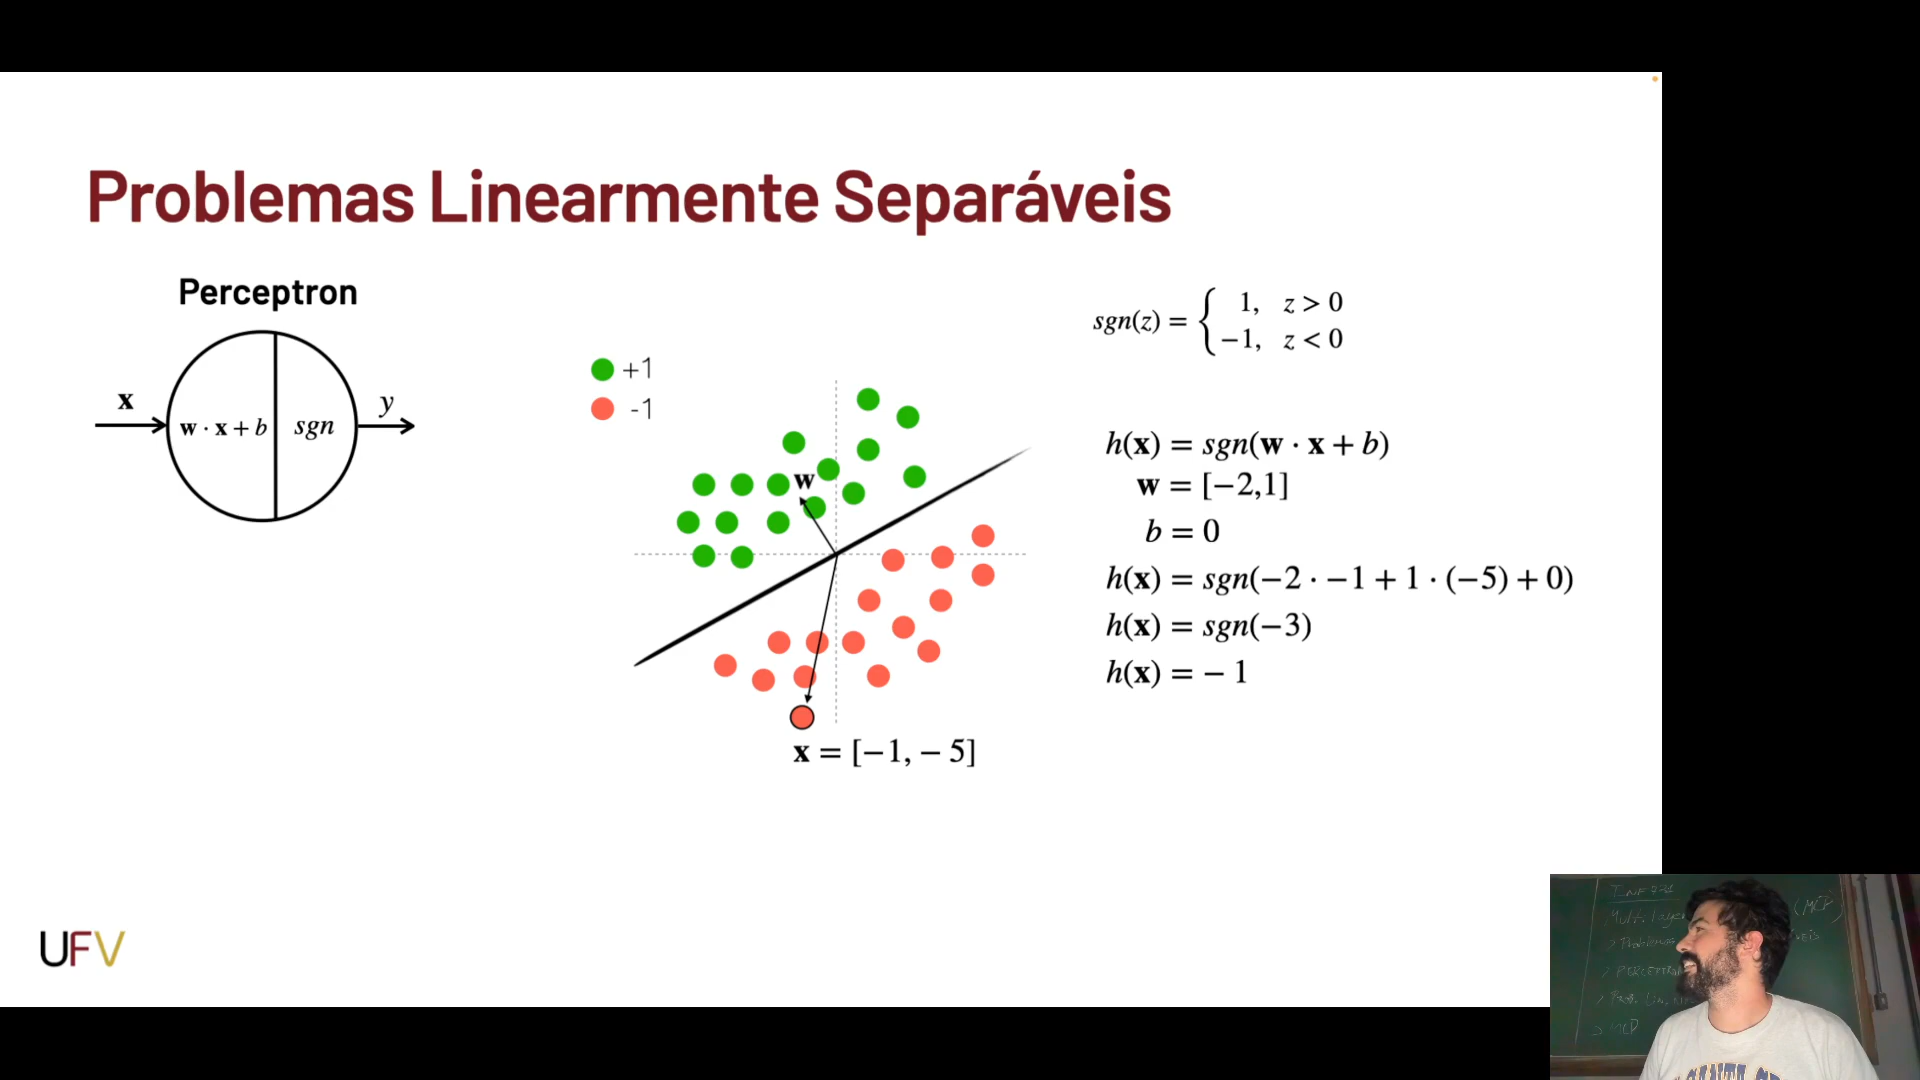 Problemas Linearmente Separáveis
Perceptron
x
w · x + b
sgn
y
+1
-1
w
x = [−1, − 5]
sgn(z) = { 1, z > 0
−1, z < 0
h(x) = sgn(w · x + b)
w = [−2,1]
b = 0
h(x) = sgn(−2 · −1 + 1 · (−5) + 0)
h(x) = sgn(−3)
h(x) = − 1
UFV